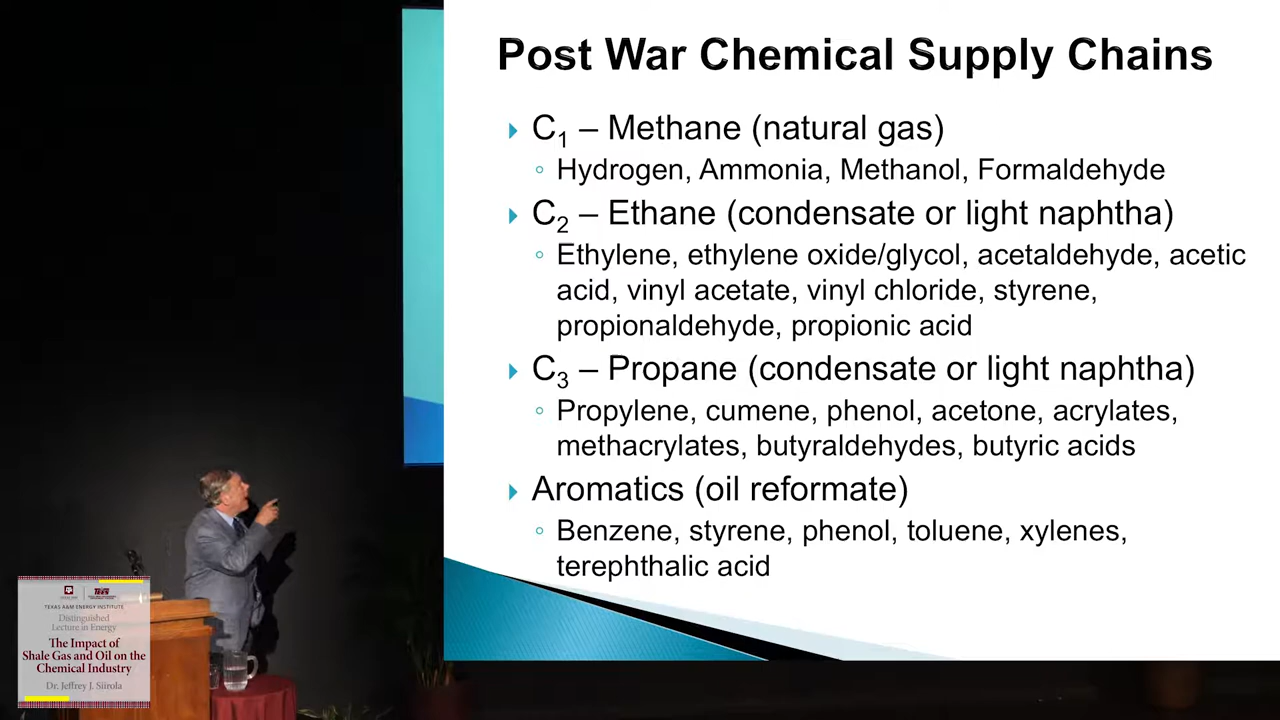 Post War Chemical Supply Chains
C₁ – Methane (natural gas)
Hydrogen, Ammonia, Methanol, Formaldehyde
C₂ – Ethane (condensate or light naphtha)
Ethylene, ethylene oxide/glycol, acetaldehyde, acetic
acid, vinyl acetate, vinyl chloride, styrene,
propionaldehyde, propionic acid
C₃ – Propane (condensate or light naphtha)
Propylene, cumene, phenol, acetone, acrylates,
methacrylates, butyraldehydes, butyric acids
Aromatics (oil reformate)
Benzene, styrene, phenol, toluene, xylenes,
terephthalic acid
TEXAS A&M ENERGY INSTITUTE
Distinguished
Lecture in Energy
The Impact of
Shale Gas and Oil on the
Chemical Industry
Dr. Jeffrey J. Siirola